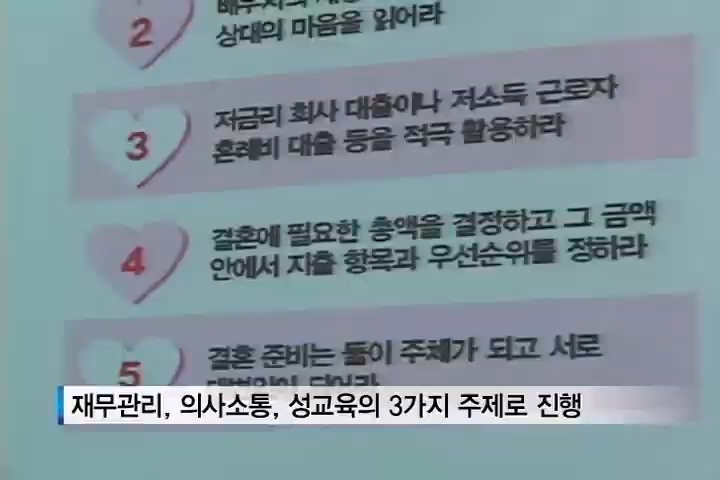 2
상대의 마음을 읽어라
3
저금리 회사 대출이나 저소득 근로자
혼례비 대출 등을 적극 활용하라
4
결혼에 필요한 총액을 결정하고 그 금액
안에서 지출 항목과 우선순위를 정하라
5
결혼 준비는 둘이 주체가 되고 서로
재무관리, 의사소통, 성교육의 3가지 주제로 진행